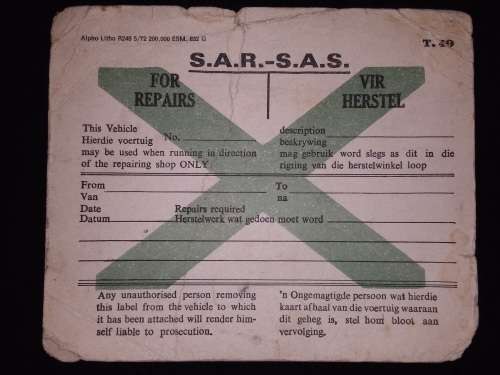 Alpha Litho R248 5/72 200,000 ESM. 832 G
T.49
S.A.R.-S.A.S.
FOR REPAIRS
VIR HERSTEL
This Vehicle No. description
Hierdie voertuig beskrywing
may be used when running in direction mag gebruik word slegs as dit in die
of the repairing shop ONLY rigting van die herstelwinkel loop
From To
Van na
Date Repairs required
Datum Herstelwerk wat gedoen moet word
Any unauthorised person removing
this label from the vehicle to which
it has been attached will render him-
self liable to prosecution.
'n Ongemagtigde persoon wat hierdie
kaart afhaal van die voertuig waaraan
dit geheg is, stel hom bloot aan
vervolging.